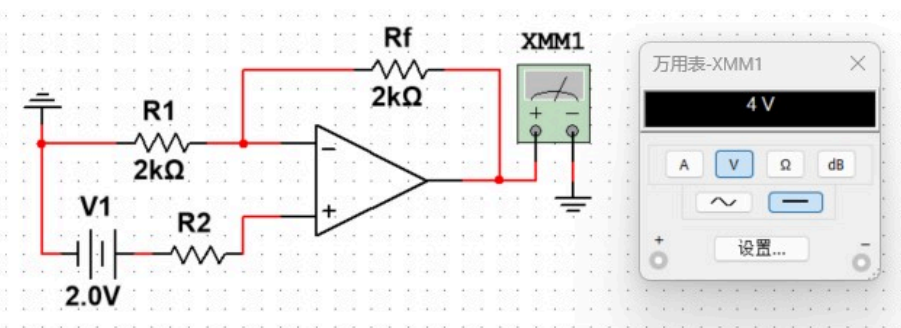 Rf
2kΩ
XMM1
+ −
R1
2kΩ
−
+
V1
2.0V
R2
万用表-XMM1 ×
4 V
A V Ω dB
设置...
+ −